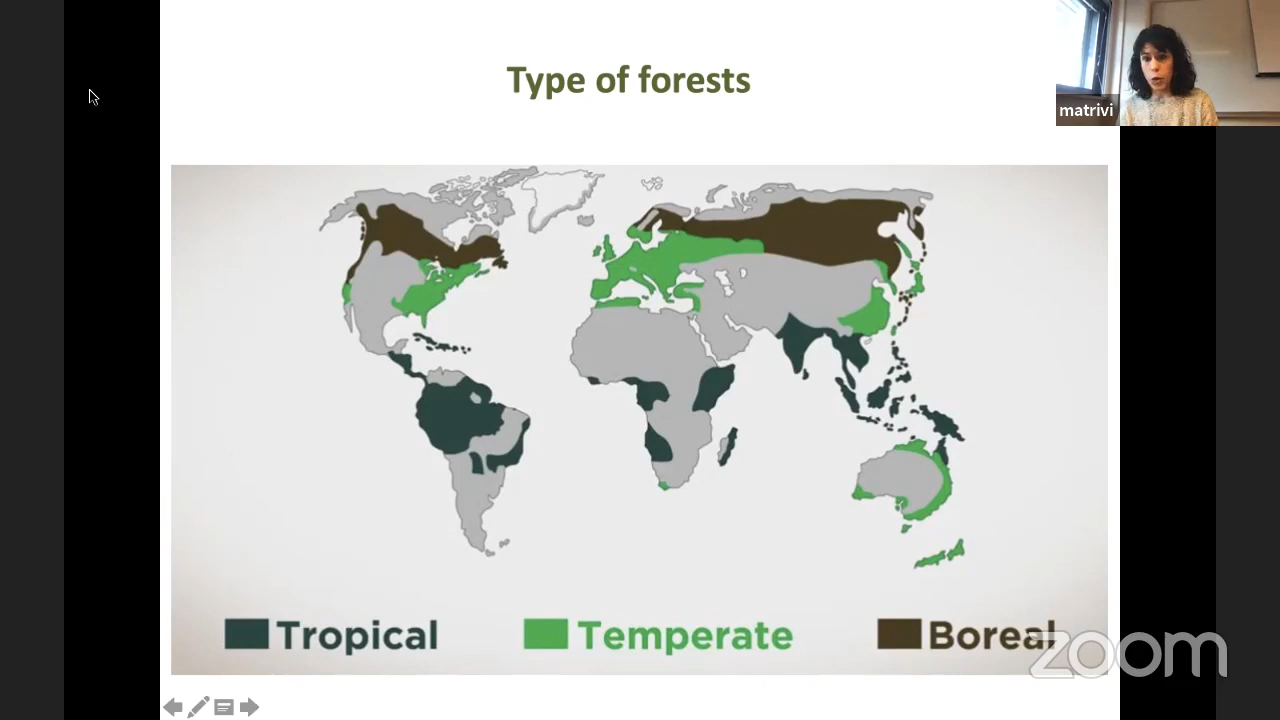 Type of forests
matrivi
Tropical
Temperate
Boreal
zoom